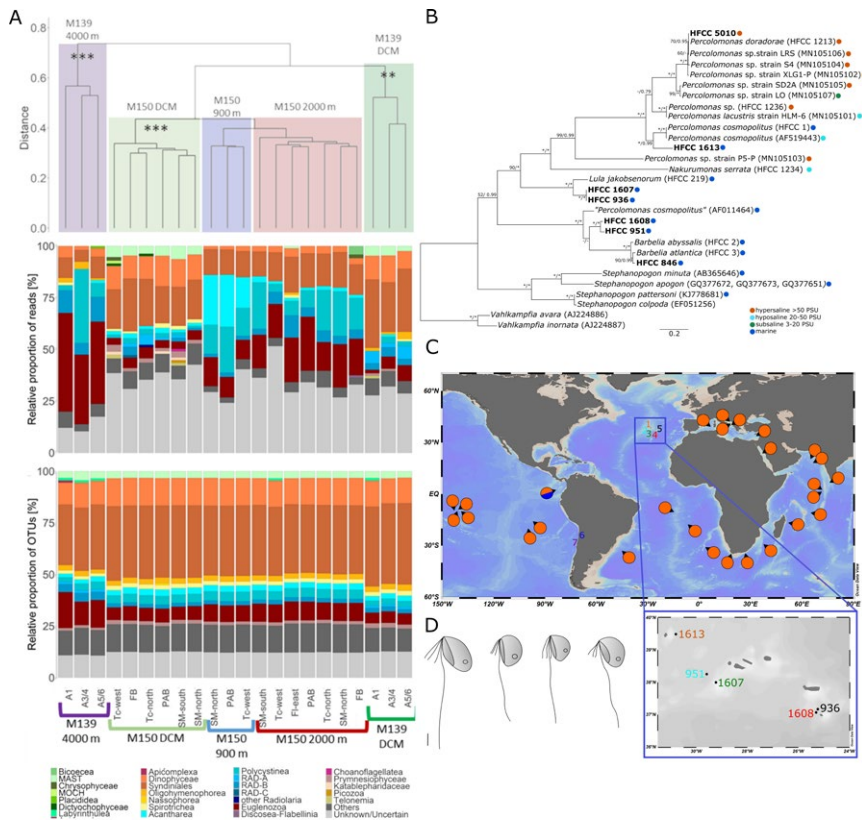 A
M139
4000 m
***
M139
DCM
**
M150 DCM
***
M150
900 m
M150 2000 m
Distance
0.8
0.6
0.4
0.2
0.0
Relative proportion of reads [%]
100
75
50
25
0
Relative proportion of OTUs [%]
100
75
50
25
0
A1
A3/4
A5/6
Tc-west
FB
Tc-north
PAB
SM-south
SM-north
SM-north
PAB
Tc-west
SM-south
Tc-west
Fl-east
PAB
Tc-north
SM-north
FB
A1
A3/4
A5/6
M139
4000 m
M150 DCM
M150
900 m
M150 2000 m
M139
DCM
Bicoecea
MAST
Chrysophyceae
MOCH
Placididea
Dictyochophyceae
Labyrinthulea
Apicomplexa
Dinophyceae
Syndiniales
Oligohymenophorea
Nassophorea
Spirotrichea
Acantharea
Polycystinea
RAD-A
RAD-B
RAD-C
other Radiolaria
Euglenozoa
Discosea-Flabellinia
Choanoflagellatea
Prymnesiophyceae
Katablepharidaceae
Picozoa
Telonemia
Others
Unknown/Uncertain
B
HFCC 5010
Percolomonas doradorae (HFCC 1213)
Percolomonas sp.strain LRS (MN105106)
Percolomonas sp. strain S4 (MN105104)
Percolomonas sp. strain XLG1-P (MN105102)
Percolomonas sp. strain SD2A (MN105105)
Percolomonas sp. strain LO (MN105107)
Percolomonas sp. (HFCC 1236)
Percolomonas lacustris strain HLM-6 (MN105101)
Percolomonas cosmopolitus (HFCC 1)
Percolomonas cosmopolitus (AF519443)
HFCC 1613
Percolomonas sp. strain P5-P (MN105103)
Nakurumonas serrata (HFCC 1234)
Lula jakobsenorum (HFCC 219)
HFCC 1607
HFCC 936
"Percolomonas cosmopolitus" (AF011464)
HFCC 1608
HFCC 951
Barbelia abyssalis (HFCC 2)
Barbelia atlantica (HFCC 3)
HFCC 846
Stephanopogon minuta (AB365646)
Stephanopogon apogon (GQ377672, GQ377673, GQ377651)
Stephanopogon pattersoni (KJ778681)
Stephanopogon colpoda (EF051256)
Vahlkampfia avara (AJ224886)
Vahlkampfia inornata (AJ224887)
0.2
hypersaline >50 PSU
hyposaline 20-50 PSU
subsaline 3-20 PSU
marine
C
60°N
30°N
EQ
30°S
60°S
150°W
120°W
90°W
60°W
30°W
0°E
30°E
60°E
90°E
1
3
4
5
6
7
D
1613
951
1607
936
1608